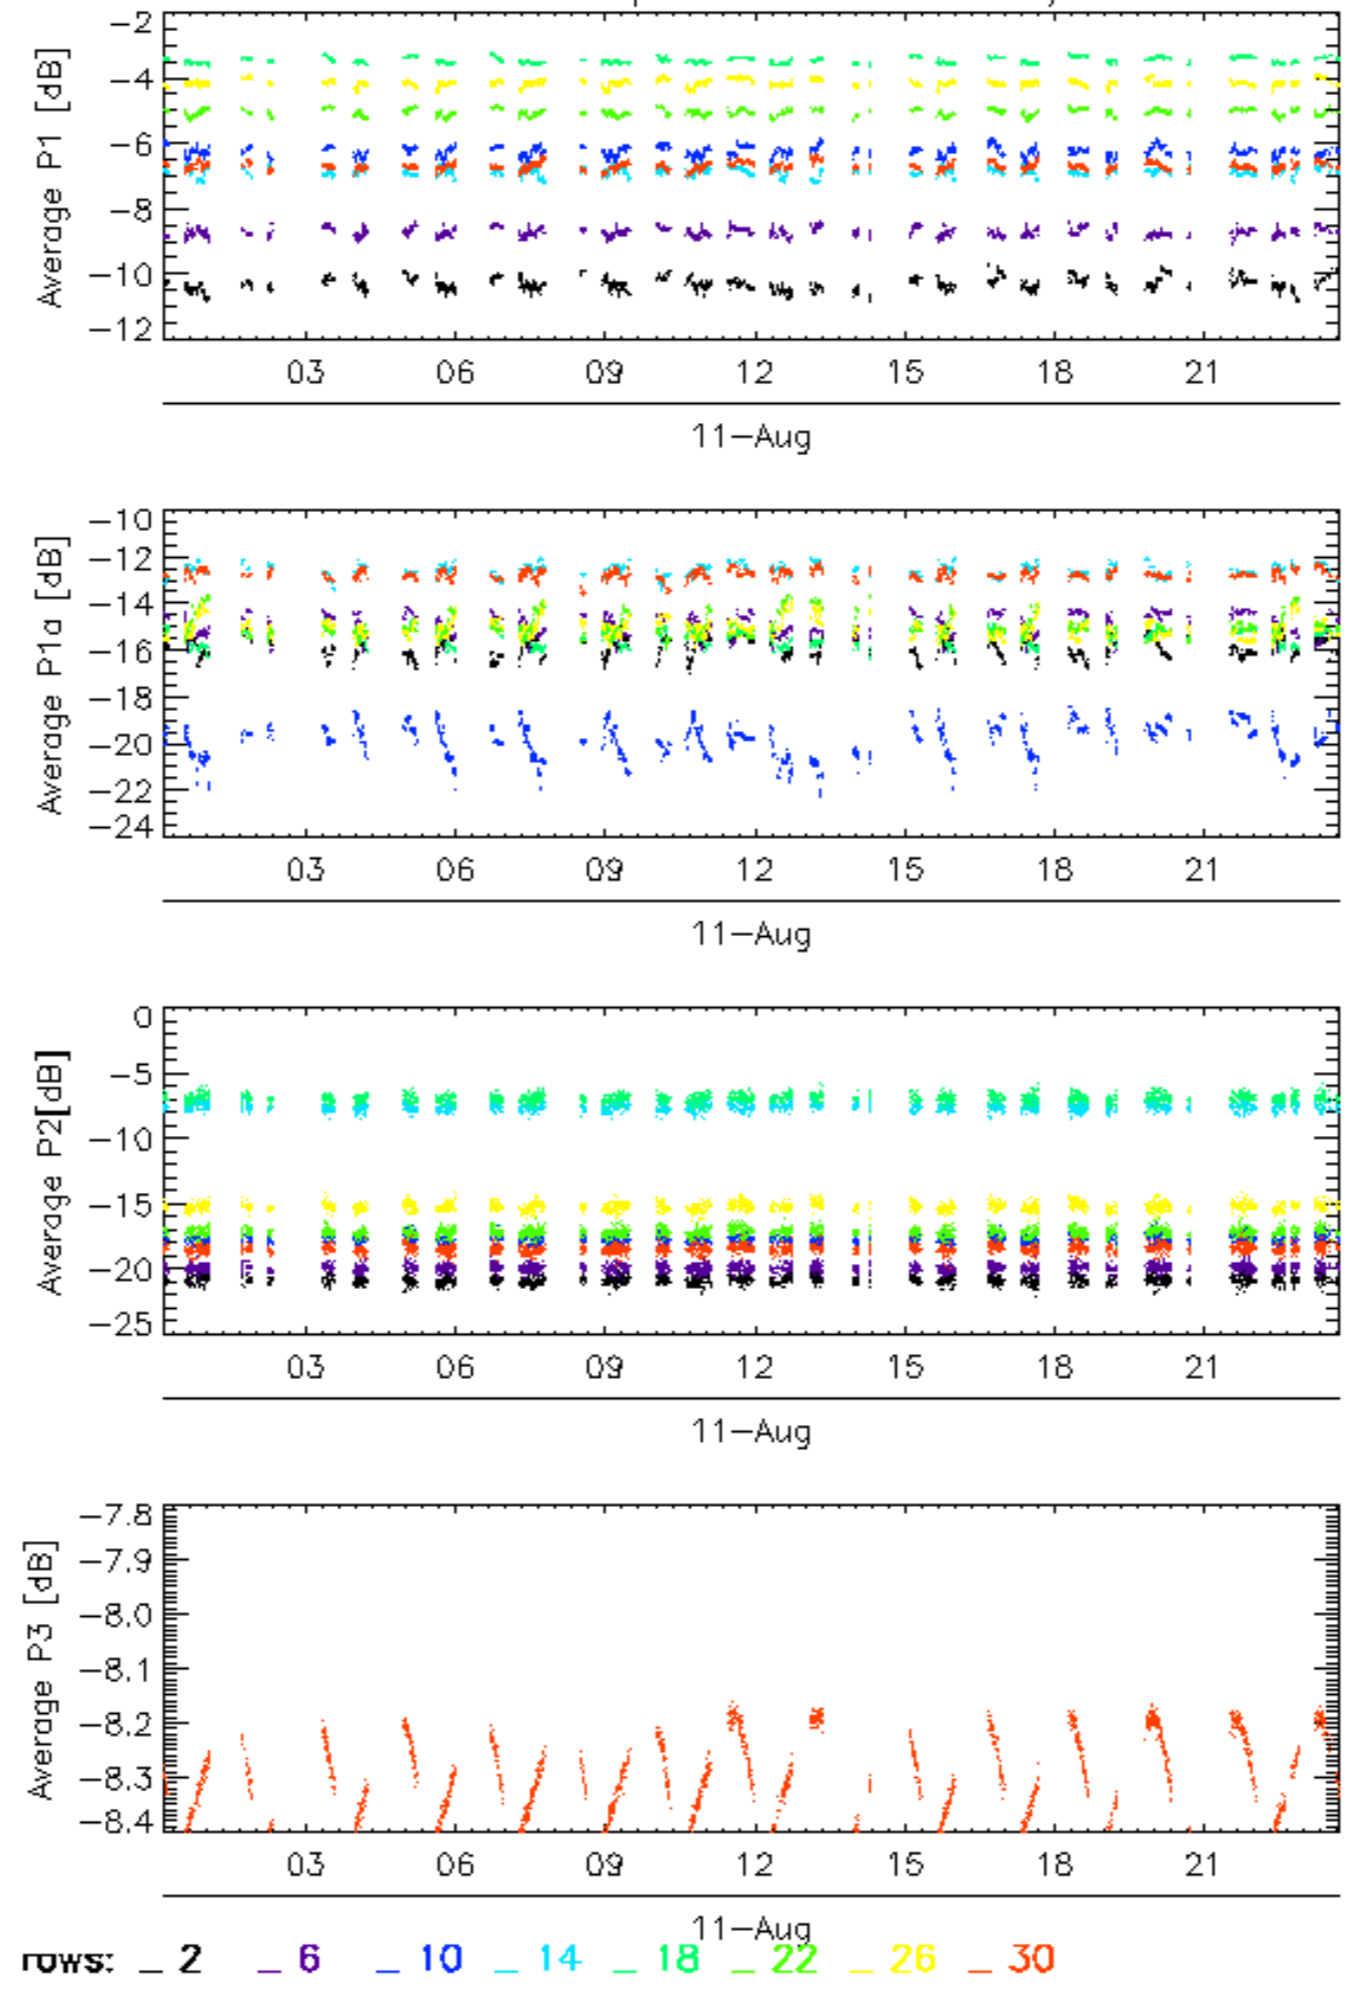 Average P1 [dB]
-2
-4
-6
-8
-10
-12
03 06 09 12 15 18 21
11-Aug
Average P1a [dB]
-10
-12
-14
-16
-18
-20
-22
-24
03 06 09 12 15 18 21
11-Aug
Average P2[dB]
0
-5
-10
-15
-20
-25
03 06 09 12 15 18 21
11-Aug
Average P3 [dB]
-7.8
-7.9
-8.0
-8.1
-8.2
-8.3
-8.4
03 06 09 12 15 18 21
11-Aug
rows: _ 2 _ 6 _ 10 _ 14 _ 18 _ 22 _ 26 _ 30